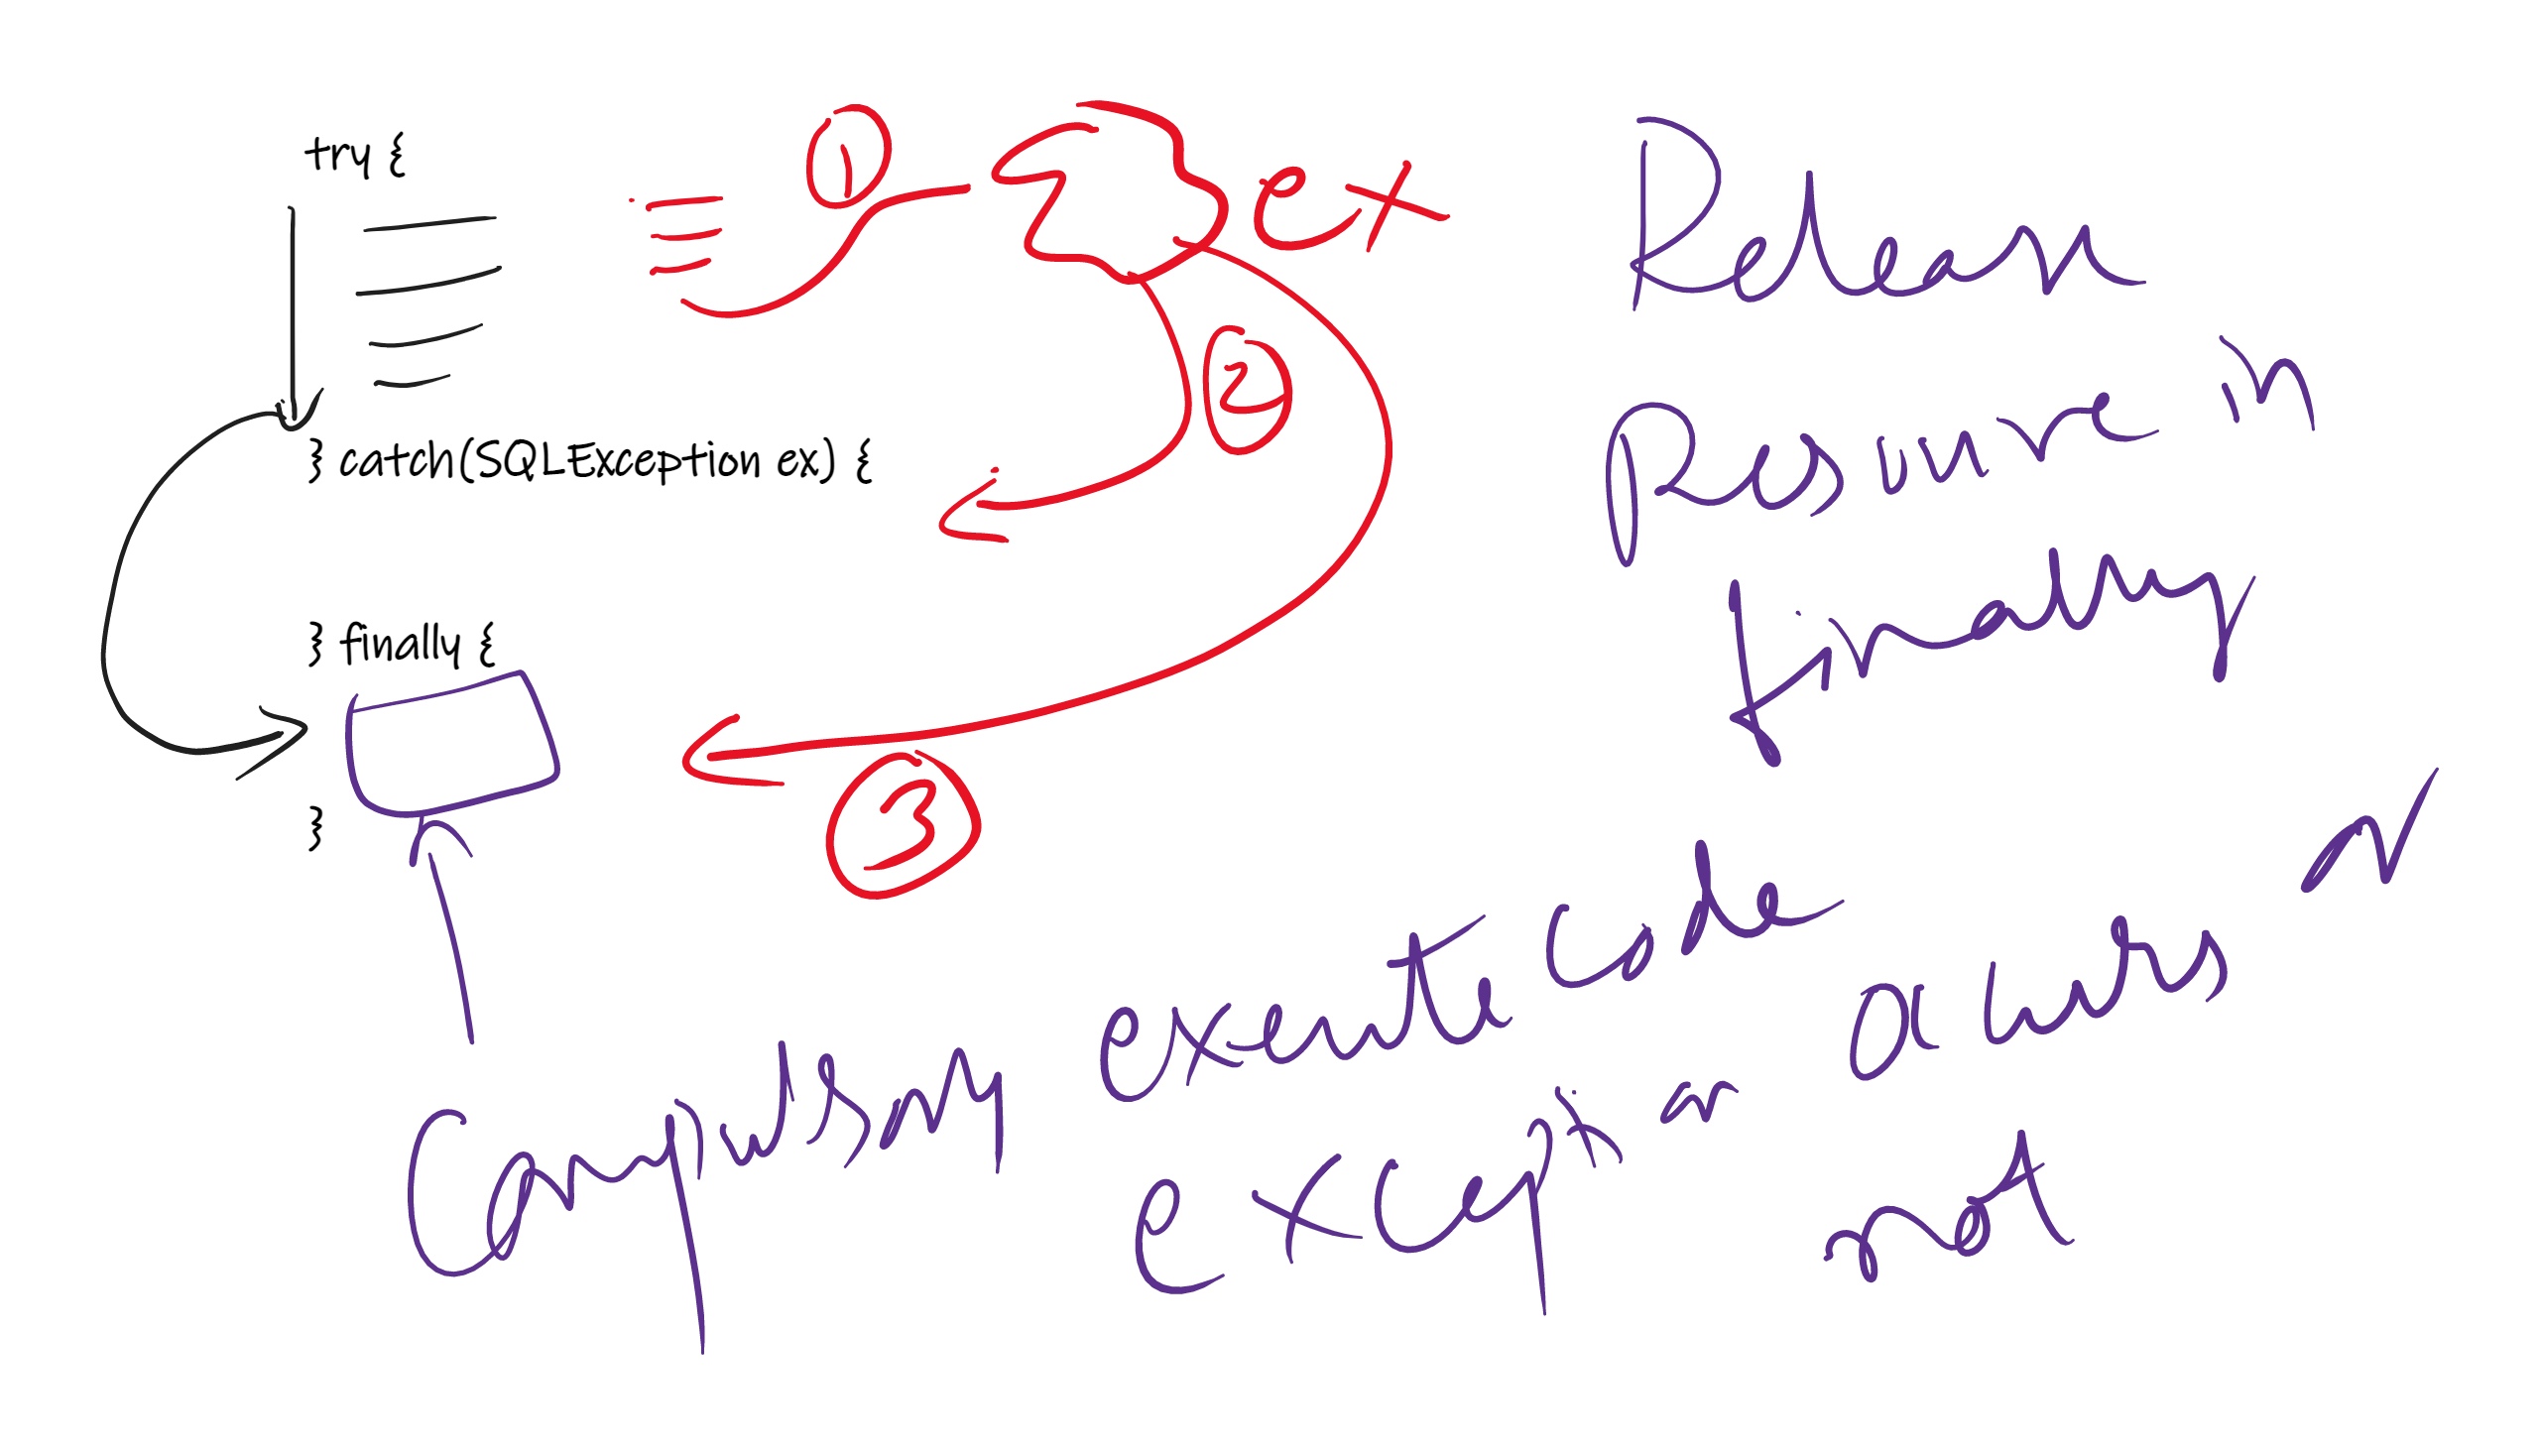 try {
1
ex
2
} catch(SQLException ex) {
} finally {
3
}
Release
Resource in
finally
Compulsory execute code
exception occurs or
not